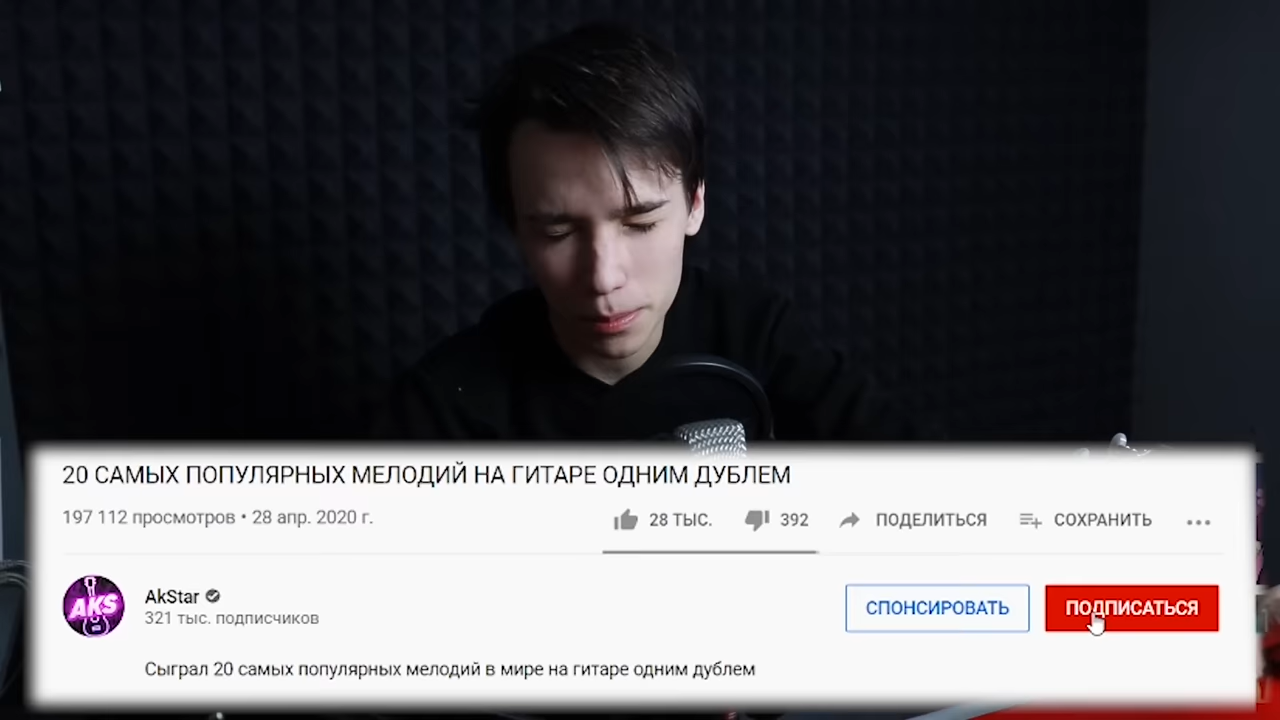 20 САМЫХ ПОПУЛЯРНЫХ МЕЛОДИЙ НА ГИТАРЕ ОДНИМ ДУБЛЕМ
197 112 просмотров • 28 апр. 2020 г.
28 ТЫС. 392 ПОДЕЛИТЬСЯ СОХРАНИТЬ
AKS
AkStar
321 тыс. подписчиков
СПОНСИРОВАТЬ ПОДПИСАТЬСЯ
Сыграл 20 самых популярных мелодий в мире на гитаре одним дублем